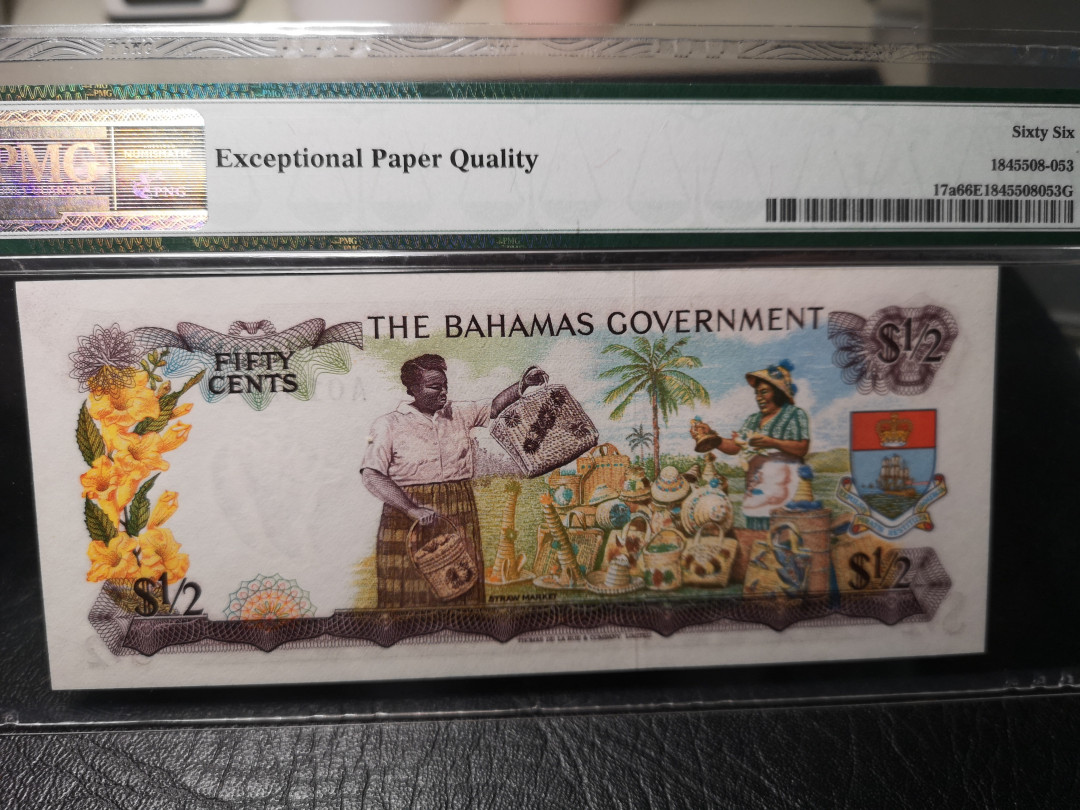 PMG
Exceptional Paper Quality
Sixty Six
1845508-053
17a66E1845508053G
THE BAHAMAS GOVERNMENT
$1/2
FIFTY
CENTS
$1/2
$1/2
STRAW MARKET